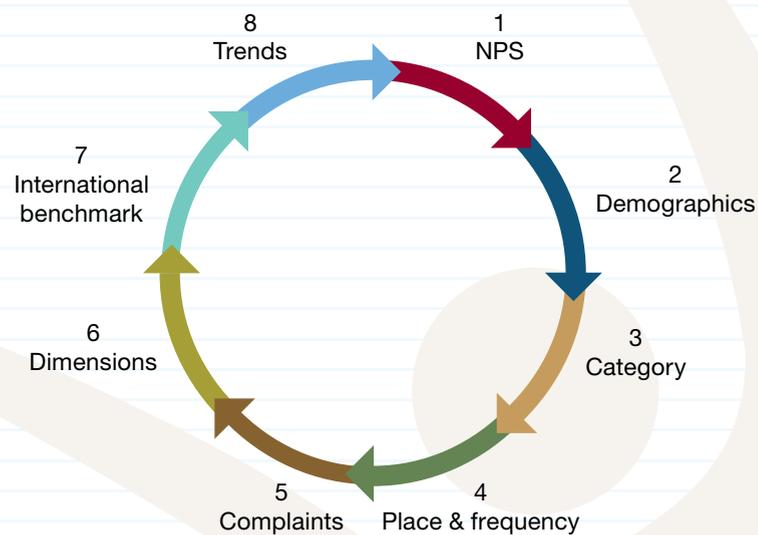 1
NPS
2
Demographics
3
Category
4
Place & frequency
5
Complaints
6
Dimensions
7
International
benchmark
8
Trends